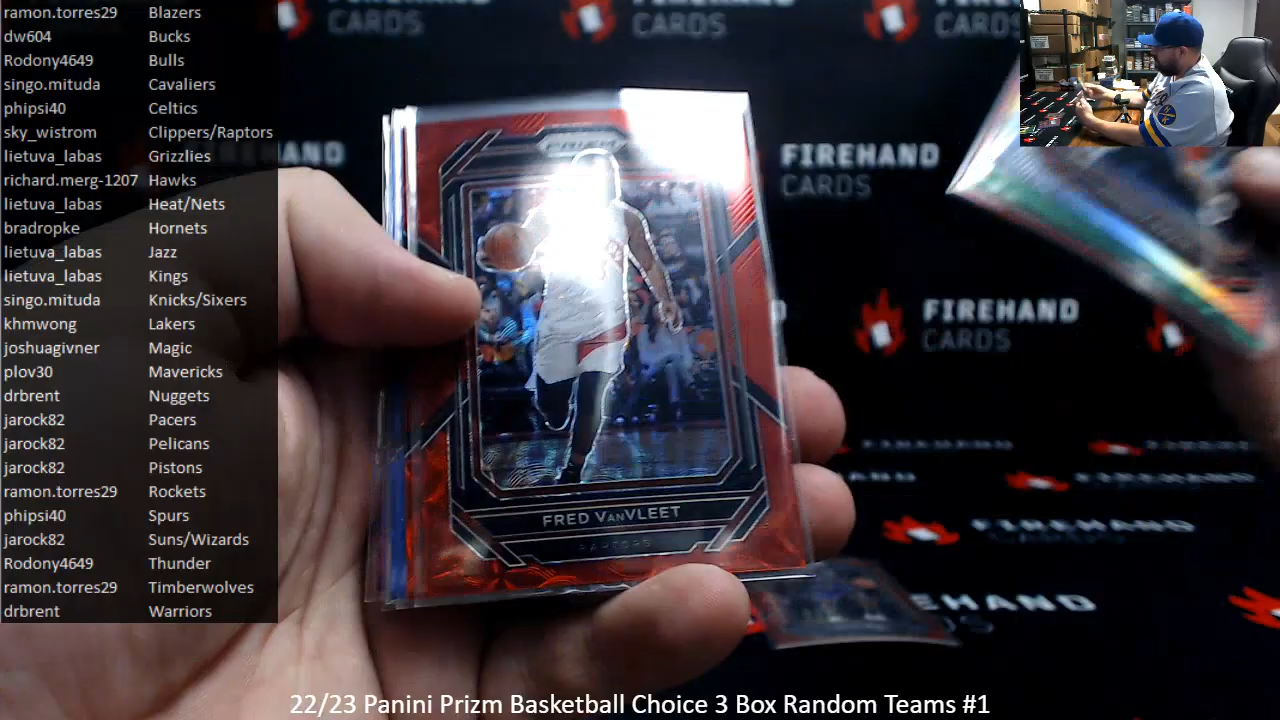 ramon.torres29 Blazers
dw604 Bucks
Rodony4649 Bulls
singo.mituda Cavaliers
phipsi40 Celtics
sky_wistrom Clippers/Raptors
lietuva_labas Grizzlies
richard.merg-1207 Hawks
lietuva_labas Heat/Nets
bradropke Hornets
lietuva_labas Jazz
lietuva_labas Kings
singo.mituda Knicks/Sixers
khmwong Lakers
joshuagivner Magic
plov30 Mavericks
drbrent Nuggets
jarock82 Pacers
jarock82 Pelicans
jarock82 Pistons
ramon.torres29 Rockets
phipsi40 Spurs
jarock82 Suns/Wizards
Rodony4649 Thunder
ramon.torres29 Timberwolves
drbrent Warriors
CARDS
CARDS
CARDS
FIREHAND
CARDS
FIREHAND
CARDS
PRIZM
FRED VANVLEET
RAPTORS
22/23 Panini Prizm Basketball Choice 3 Box Random Teams #1